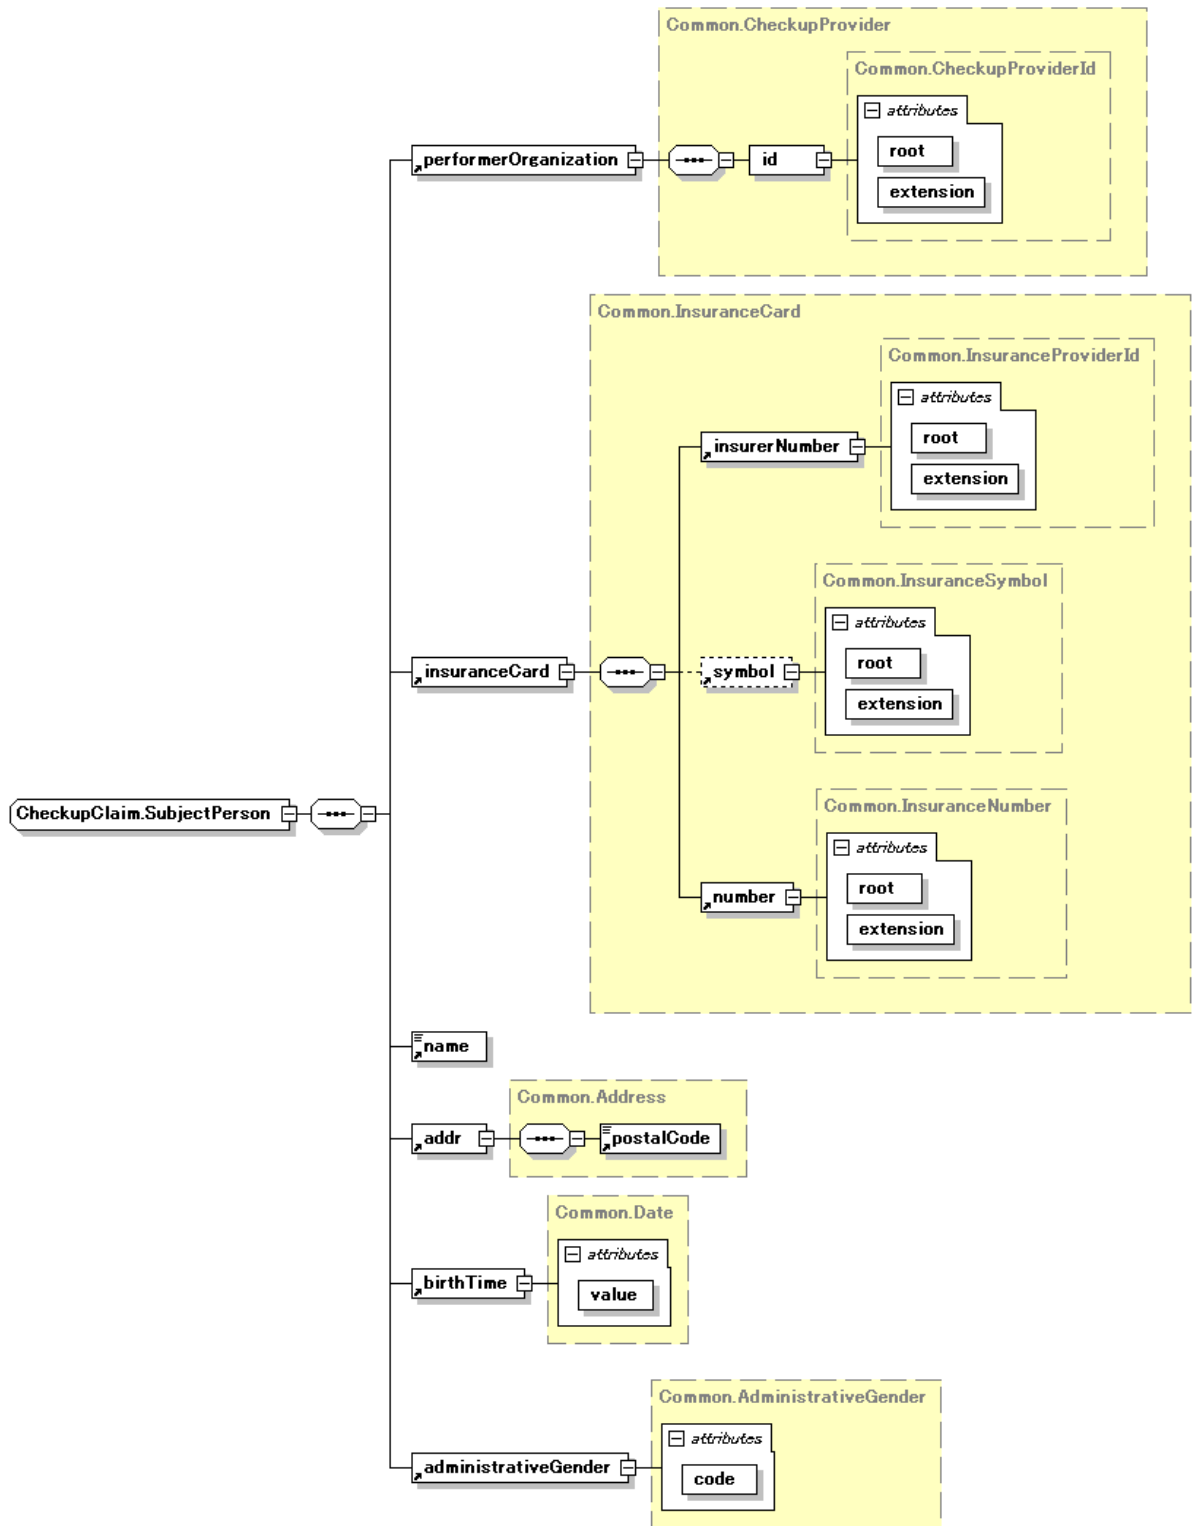 Common.CheckupProvider
Common.CheckupProviderId
attributes
performerOrganization
id
root
extension
Common.InsuranceCard
Common.InsuranceProviderId
attributes
insurerNumber
root
extension
Common.InsuranceSymbol
attributes
insuranceCard
symbol
root
extension
CheckupClaim.SubjectPerson
Common.InsuranceNumber
attributes
number
root
extension
name
Common.Address
addr
postalCode
Common.Date
attributes
birthTime
value
Common.AdministrativeGender
attributes
administrativeGender
code